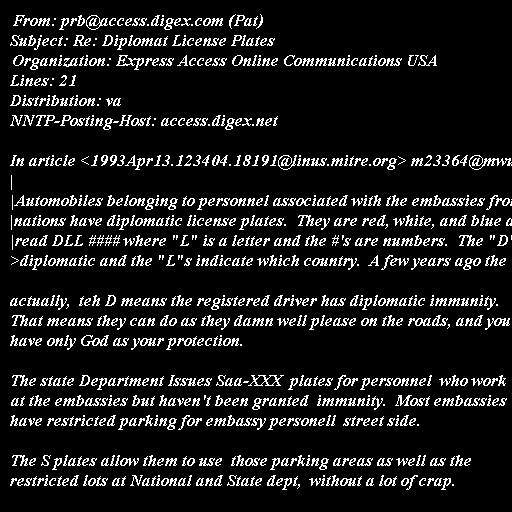 From: prb@access.digex.com (Pat)
Subject: Re: Diplomat License Plates
Organization: Express Access Online Communications USA
Lines: 21
Distribution: va
NNTP-Posting-Host: access.digex.net

In article <1993Apr13.123404.18191@linus.mitre.org> m23364@mwu
|
|Automobiles belonging to personnel associated with the embassies fro
|nations have diplomatic license plates.  They are red, white, and blue a
|read DLL #### where "L" is a letter and the #'s are numbers.  The "D"
>diplomatic and the "L"s indicate which country.  A few years ago the

actually,  teh D means the registered driver has diplomatic immunity.
That means they can do as they damn well please on the roads, and you
have only God as your protection.

The state Department Issues Saa-XXX  plates for personnel  who work
at the embassies but haven't been granted  immunity.  Most embassies
have restricted parking for embassy personell  street side.

The S plates allow them to use  those parking areas as well as the
restricted lots at National and State dept,  without a lot of crap.